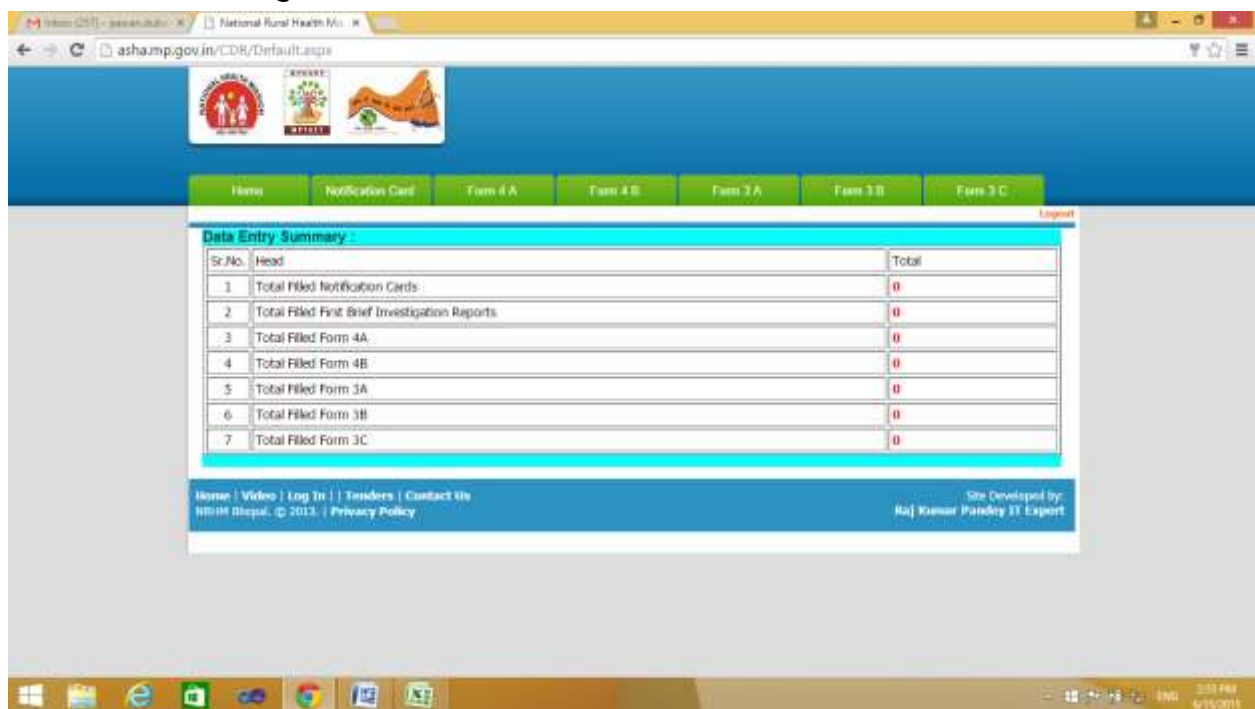 National Rural Health Mi
asha.mp.gov.in/CDR/Default.aspx
Home Notification Card Form 4 A Form 4 B Form 3 A Form 3 B Form 3 C
Logout
Data Entry Summary :
Sr.No. Head Total
1 Total Filled Notification Cards 0
2 Total Filled First Brief Investigation Reports 0
3 Total Filled Form 4A 0
4 Total Filled Form 4B 0
5 Total Filled Form 3A 0
6 Total Filled Form 3B 0
7 Total Filled Form 3C 0
Home | Video | Log In | | Tenders | Contact Us
NRHM Bhopal. © 2013. | Privacy Policy
Site Developed by:
Raj Kumar Pandey IT Expert
ENG